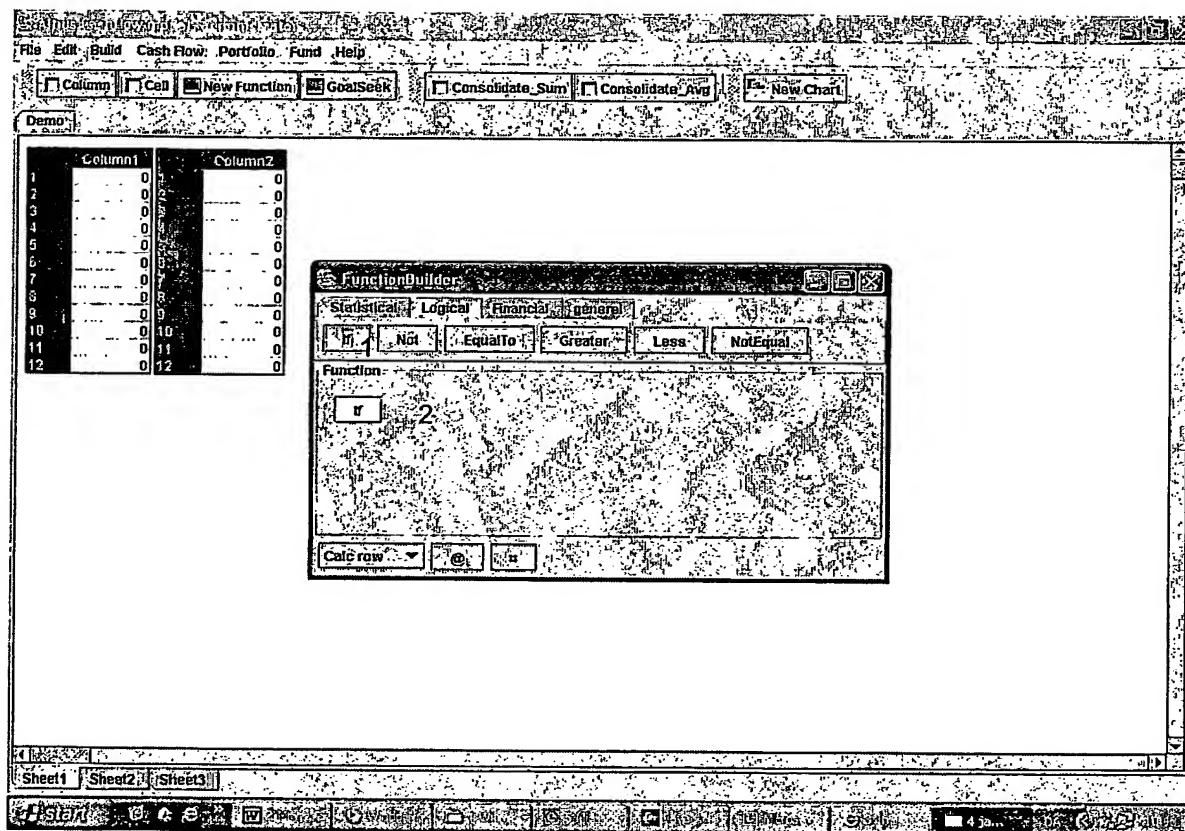 File Edit Build Cash Flow Portfolio Fund Help
Column Cell New Function GoalSeek Consolidate_Sum Consolidate_Avg New Chart
Demo
Column1 Column2
1 0 1 0
2 0 2 0
3 0 3 0
4 0 4 0
5 0 5 0
6 0 6 0
7 0 7 0
8 0 8 0
9 0 9 0
10 0 10 0
11 0 11 0
12 0 12 0
FunctionBuilder
Statistical Logical Financial general
If Not EqualTo Greater Less NotEqual
Function
If 2
Calc row @ =
Sheet1 Sheet2 Sheet3
start